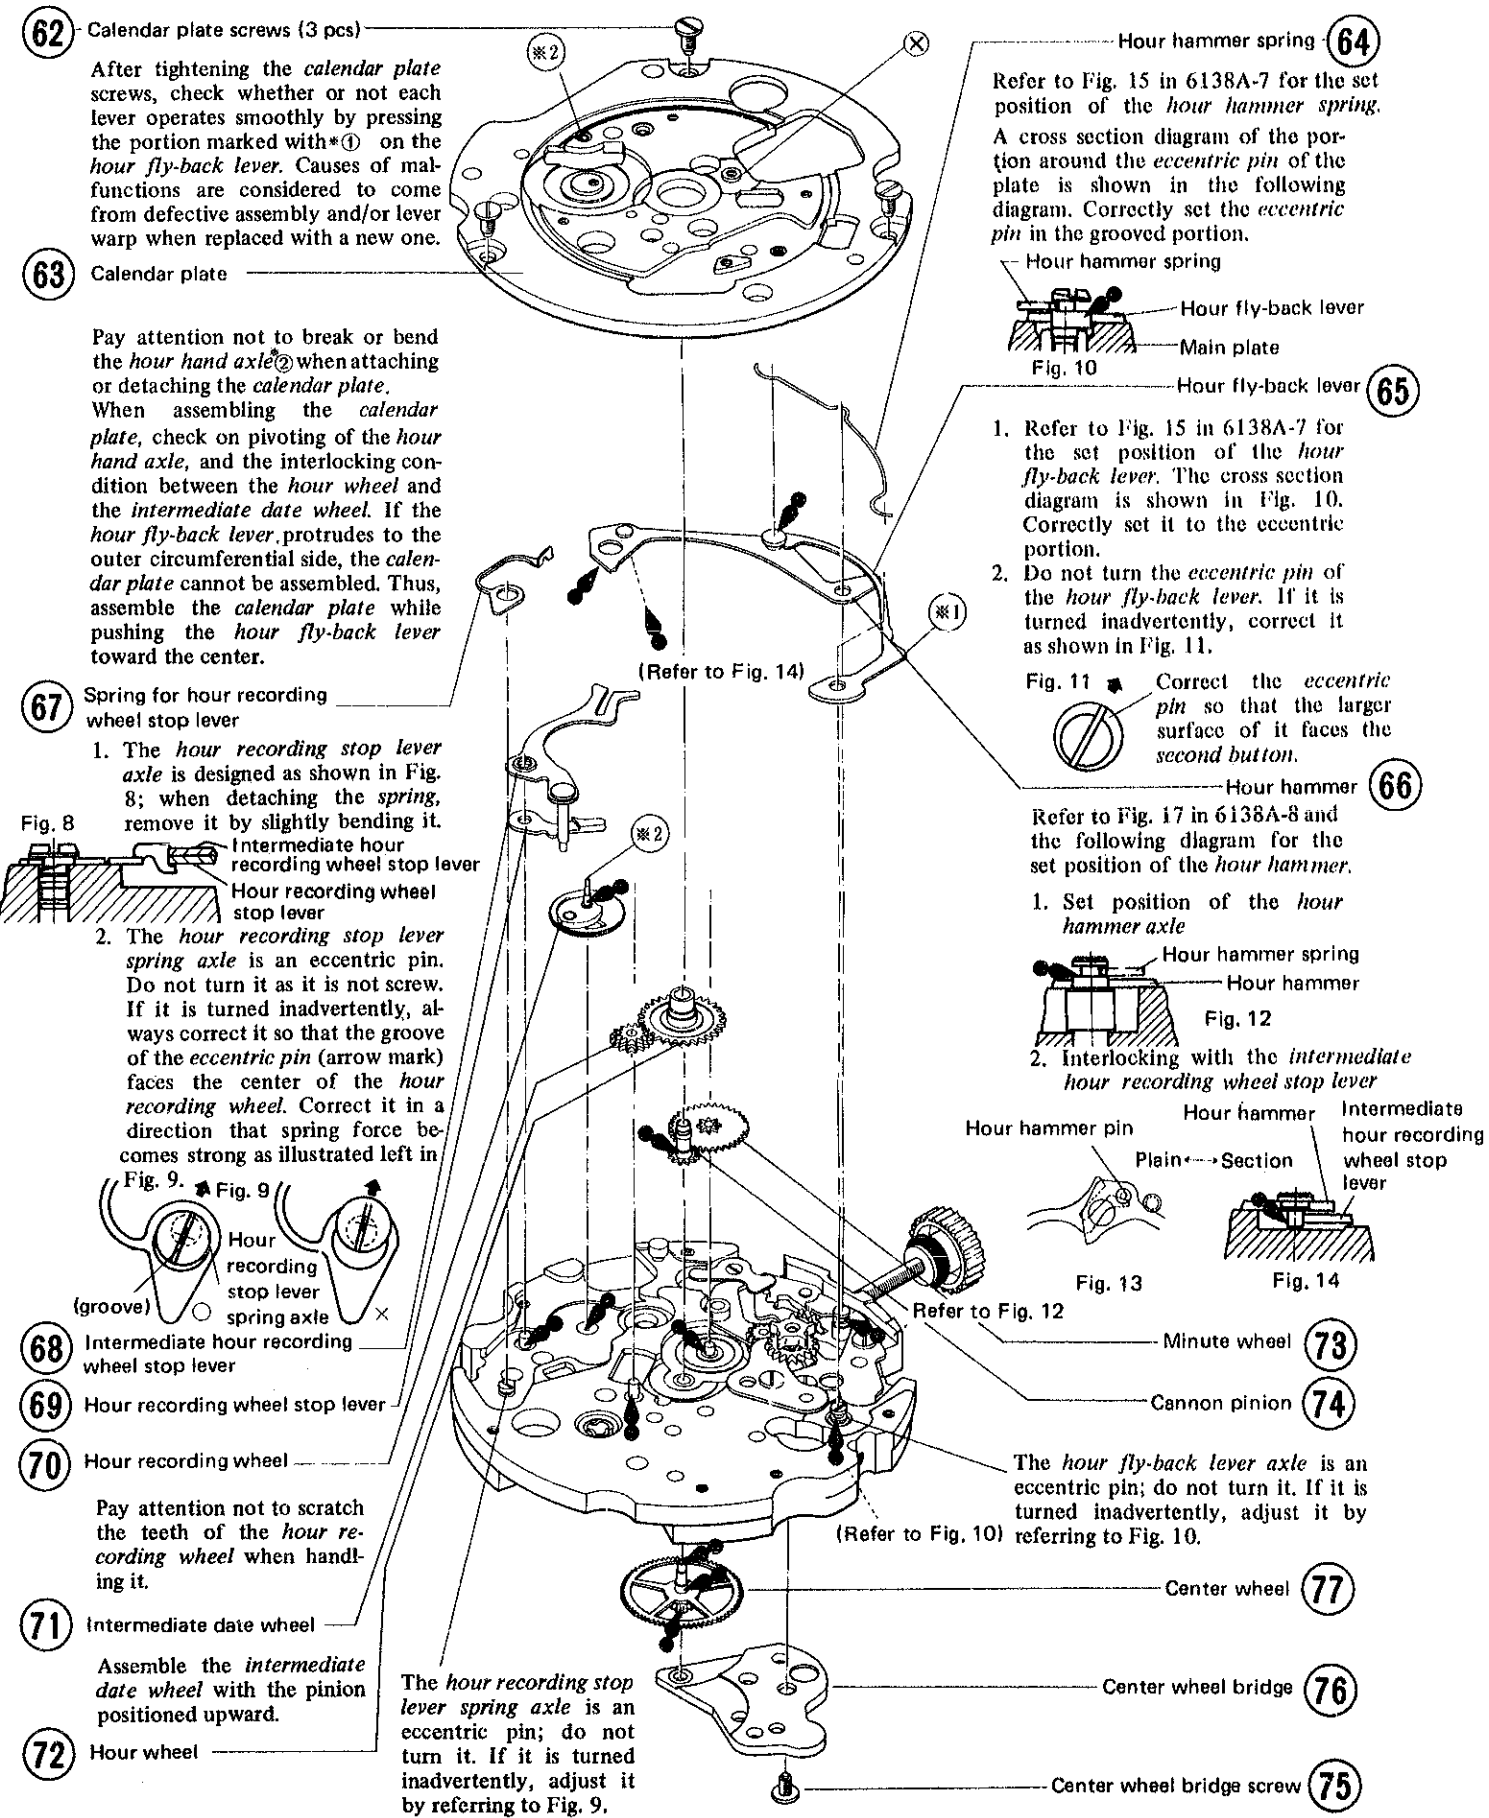 62 Calendar plate screws (3 pcs)
After tightening the calendar plate
screws, check whether or not each
lever operates smoothly by pressing
the portion marked with*① on the
hour fly-back lever. Causes of mal-
functions are considered to come
from defective assembly and/or lever
warp when replaced with a new one.
63 Calendar plate
Pay attention not to break or bend
the hour hand axle*② when attaching
or detaching the calendar plate.
When assembling the calendar
plate, check on pivoting of the hour
hand axle, and the interlocking con-
dition between the hour wheel and
the intermediate date wheel. If the
hour fly-back lever protrudes to the
outer circumferential side, the calen-
dar plate cannot be assembled. Thus,
assemble the calendar plate while
pushing the hour fly-back lever
toward the center.
67 Spring for hour recording
wheel stop lever
1. The hour recording stop lever
axle is designed as shown in Fig.
8; when detaching the spring,
remove it by slightly bending it.
Fig. 8
Intermediate hour
recording wheel stop lever
Hour recording wheel
stop lever
2. The hour recording stop lever
spring axle is an eccentric pin.
Do not turn it as it is not screw.
If it is turned inadvertently, al-
ways correct it so that the groove
of the eccentric pin (arrow mark)
faces the center of the hour
recording wheel. Correct it in a
direction that spring force be-
comes strong as illustrated left in
Fig. 9.
Fig. 9
Hour
recording
stop lever
spring axle
(groove)
○
×
68 Intermediate hour recording
wheel stop lever
69 Hour recording wheel stop lever
70 Hour recording wheel
Pay attention not to scratch
the teeth of the hour re-
cording wheel when handl-
ing it.
71 Intermediate date wheel
Assemble the intermediate
date wheel with the pinion
positioned upward.
72 Hour wheel
※2
×
(Refer to Fig. 14)
※1
※2
The hour recording stop
lever spring axle is an
eccentric pin; do not
turn it. If it is turned
inadvertently, adjust it
by referring to Fig. 9.
Hour hammer spring 64
Refer to Fig. 15 in 6138A-7 for the set
position of the hour hammer spring.
A cross section diagram of the por-
tion around the eccentric pin of the
plate is shown in the following
diagram. Correctly set the eccentric
pin in the grooved portion.
Hour hammer spring
Hour fly-back lever
Main plate
Fig. 10
Hour fly-back lever 65
1. Refer to Fig. 15 in 6138A-7 for
the set position of the hour
fly-back lever. The cross section
diagram is shown in Fig. 10.
Correctly set it to the eccentric
portion.
2. Do not turn the eccentric pin of
the hour fly-back lever. If it is
turned inadvertently, correct it
as shown in Fig. 11.
Fig. 11
Correct the eccentric
pin so that the larger
surface of it faces the
second button.
Hour hammer 66
Refer to Fig. 17 in 6138A-8 and
the following diagram for the
set position of the hour hammer.
1. Set position of the hour
hammer axle
Hour hammer spring
Hour hammer
Fig. 12
2. Interlocking with the intermediate
hour recording wheel stop lever
Hour hammer pin
Hour hammer
Intermediate
hour recording
wheel stop
lever
Plain←→Section
Fig. 13
Fig. 14
Refer to Fig. 12
Minute wheel 73
Cannon pinion 74
The hour fly-back lever axle is an
eccentric pin; do not turn it. If it is
turned inadvertently, adjust it by
referring to Fig. 10.
(Refer to Fig. 10)
Center wheel 77
Center wheel bridge 76
Center wheel bridge screw 75